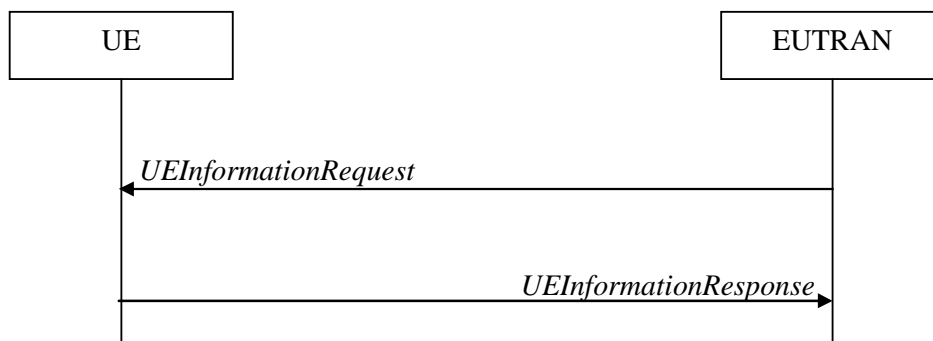 UE
EUTRAN
UEInformationRequest
UEInformationResponse